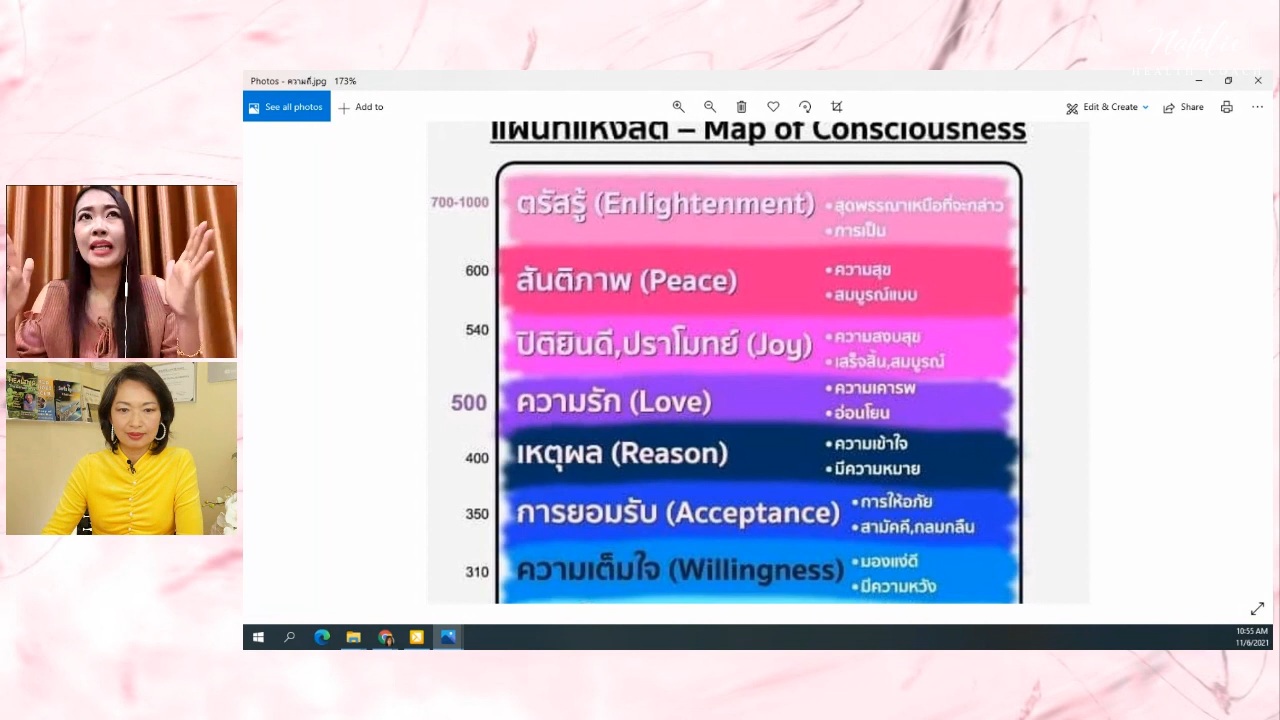 Natalie
HEALTH COACH
Photos - ความถี่.jpg 173%
See all photos
Add to
Edit & Create
Share
แผนที่แห่งสติ – Map of Consciousness
700-1000 ตรัสรู้ (Enlightenment) •สุดพรรณาเหนือที่จะกล่าว
•การเป็น
600 สันติภาพ (Peace) •ความสุข
•สมบูรณ์แบบ
540 ปิติยินดี,ปราโมทย์ (Joy) •ความสงบสุข
•เสร็จสิ้น,สมบูรณ์
500 ความรัก (Love) •ความเคารพ
•อ่อนโยน
400 เหตุผล (Reason) •ความเข้าใจ
•มีความหมาย
350 การยอมรับ (Acceptance) •การให้อภัย
•สามัคคี,กลมกลืน
310 ความเต็มใจ (Willingness) •มองแง่ดี
•มีความหวัง
10:55 AM
11/6/2021